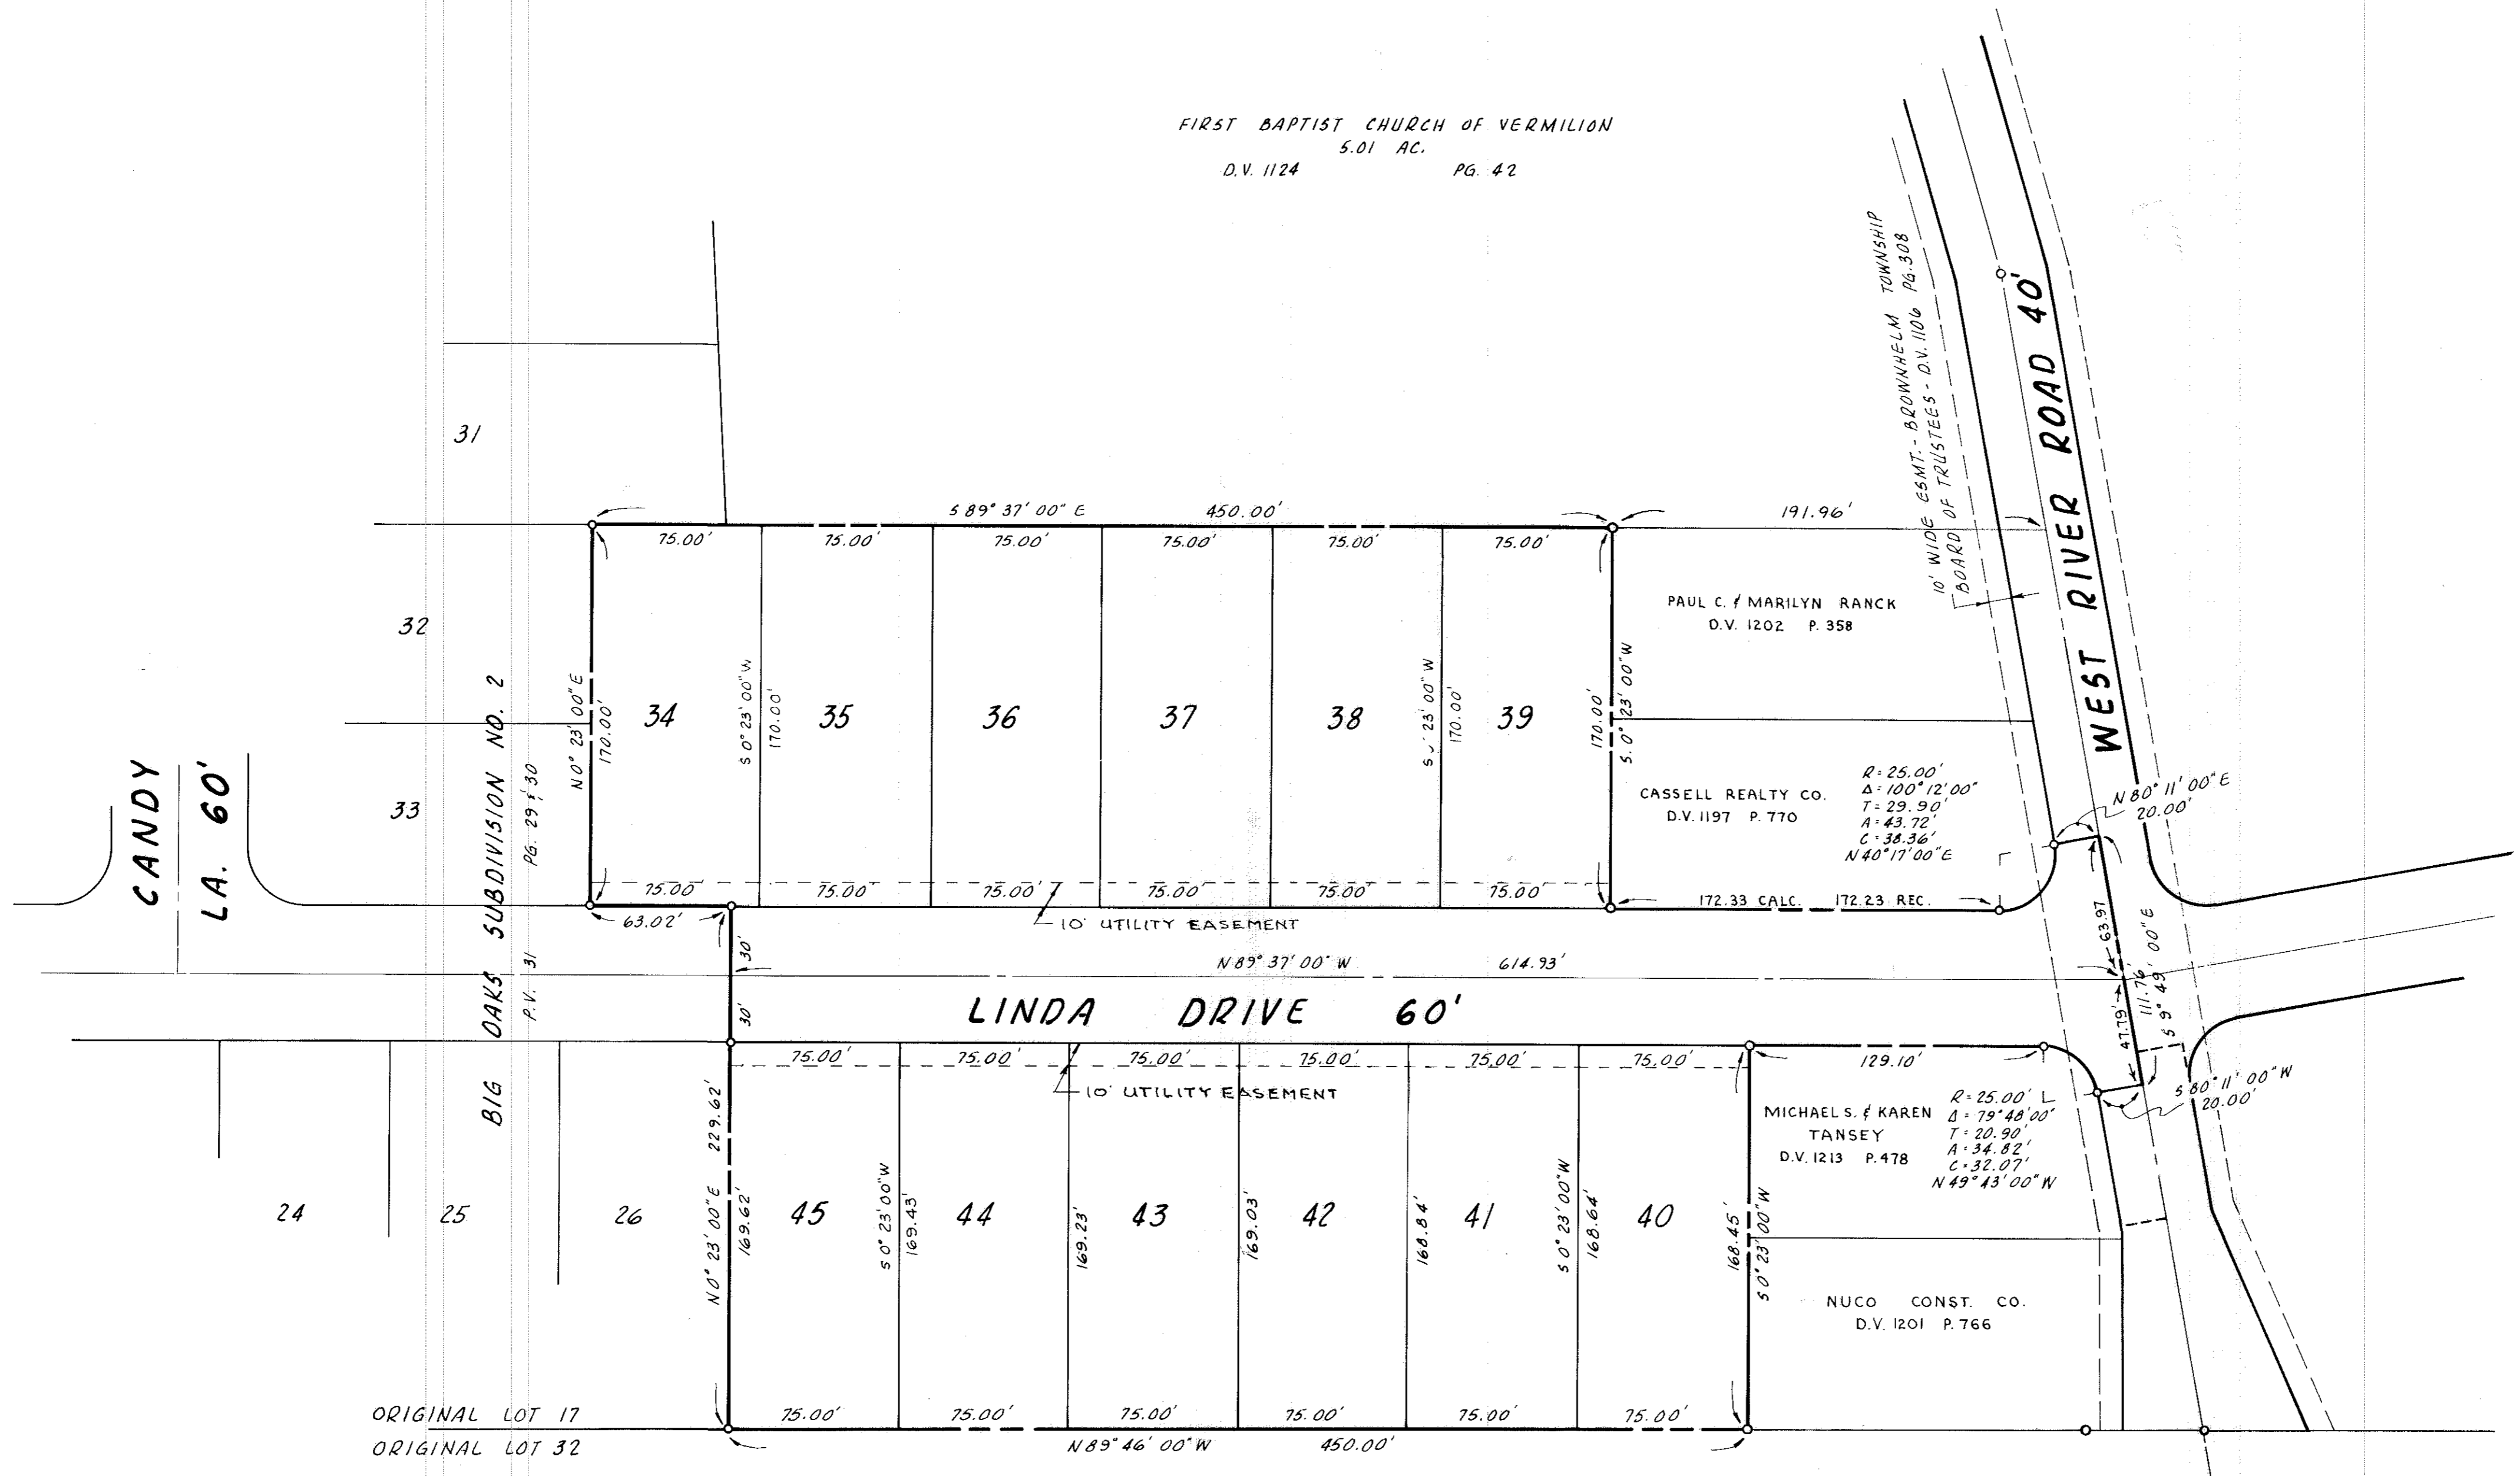 FIRST BAPTIST CHURCH OF VERMILION
5.01 AC.
D.V. 1124 PG. 42
10' WIDE ESMT. - BROWNHELM TOWNSHIP
BOARD OF TRUSTEES - D.V. 1106 PG. 308
WEST RIVER ROAD 40'
31
32
33
S 89° 37' 00" E 450.00'
191.96'
75.00' 75.00' 75.00' 75.00' 75.00' 75.00'
PAUL C. & MARILYN RANCK
D.V. 1202 P. 358
N 0° 23' 00" E
170.00'
34
S 0° 23' 00" W
170.00'
35
36
37
38
S 23' 00" W
170.00'
39
170.00'
S. 0° 23' 00" W
CANDY
LA. 60'
BIG OAKS SUBDIVISION NO. 2
P.V. 31 PG. 29 & 30
CASSELL REALTY CO.
D.V. 1197 P. 770
R = 25.00'
Δ = 100° 12' 00"
T = 29.90'
A = 43.72'
C = 38.36'
N 40° 17' 00" E
N 80° 11' 00" E
20.00'
75.00' 75.00' 75.00' 75.00' 75.00' 75.00'
172.33 CALC. 172.23 REC.
63.02'
10' UTILITY EASEMENT
30'
N 89° 37' 00" W 614.93'
63.97
111.76'
S 9° 49' 00" E
47.79'
30'
LINDA DRIVE 60'
75.00' 75.00' 75.00' 75.00' 75.00' 75.00'
129.10'
10' UTILITY EASEMENT
S 80° 11' 00" W
20.00'
MICHAEL S. & KAREN
TANSEY
D.V. 1213 P. 478
R = 25.00'
Δ = 79° 48' 00"
T = 20.90'
A = 34.82'
C = 32.07'
N 49° 43' 00" W
24
25
26
N 0° 23' 00" E 229.62'
169.62'
45
S 0° 23' 00" W
169.43'
44
169.23'
43
169.03'
42
168.84'
41
S 0° 23' 00" W
168.64'
40
168.45'
S 0° 23' 00" W
NUCO CONST. CO.
D.V. 1201 P. 766
ORIGINAL LOT 17
75.00' 75.00' 75.00' 75.00' 75.00' 75.00'
ORIGINAL LOT 32
N 89° 46' 00" W 450.00'